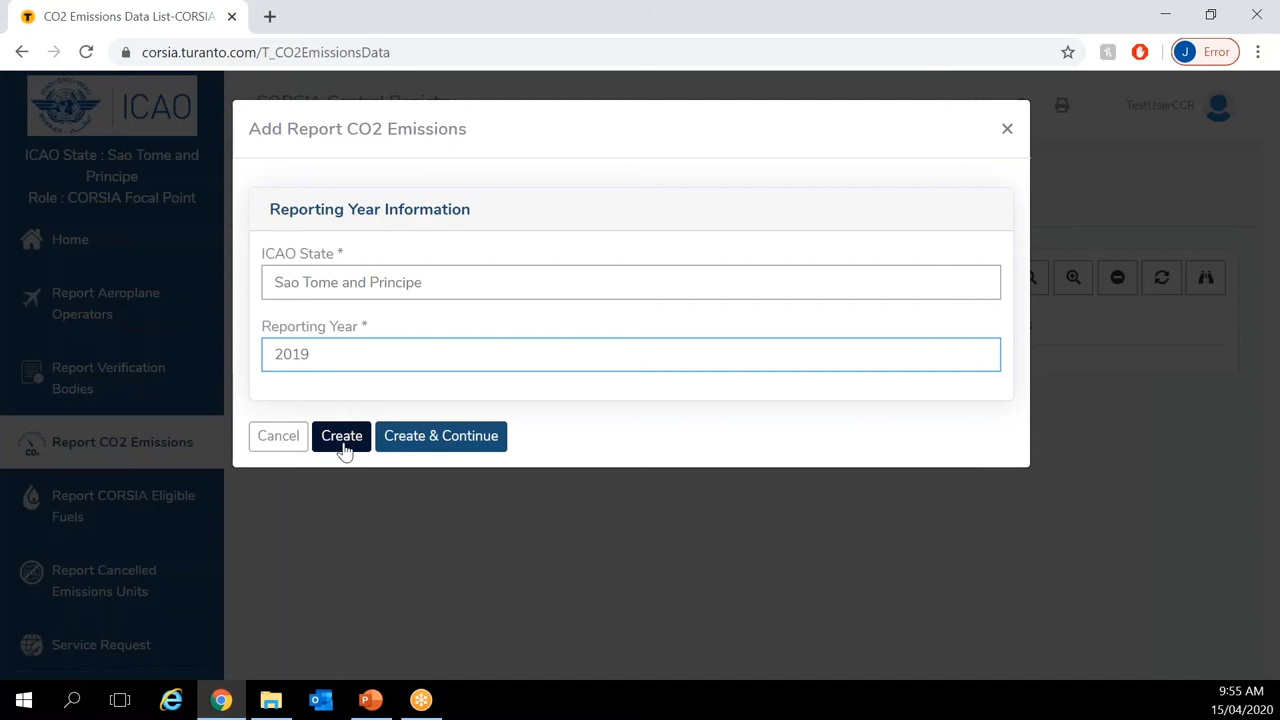 CO2 Emissions Data List-CORSIA
corsia.turanto.com/T_CO2EmissionsData
J Error
ICAO
CORSIA Central Registry
TestUserCCR
ICAO State : Sao Tome and
Principe
Role : CORSIA Focal Point
Home
Report Aeroplane
Operators
Report Verification
Bodies
Report CO2 Emissions
Report CORSIA Eligible
Fuels
Report Cancelled
Emissions Units
Service Request
Add Report CO2 Emissions
Reporting Year Information
ICAO State *
Sao Tome and Principe
Reporting Year *
2019
Cancel Create Create & Continue
9:55 AM
15/04/2020